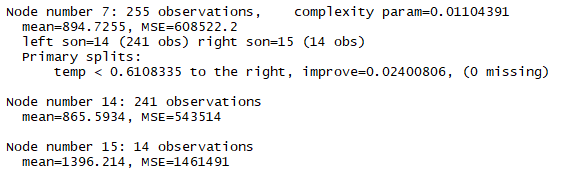 Node number 7: 255 observations,    complexity param=0.01104391
  mean=894.7255, MSE=608522.2
  left son=14 (241 obs) right son=15 (14 obs)
  Primary splits:
      temp < 0.6108335 to the right, improve=0.02400806, (0 missing)
Node number 14: 241 observations
  mean=865.5934, MSE=543514
Node number 15: 14 observations
  mean=1396.214, MSE=1461491